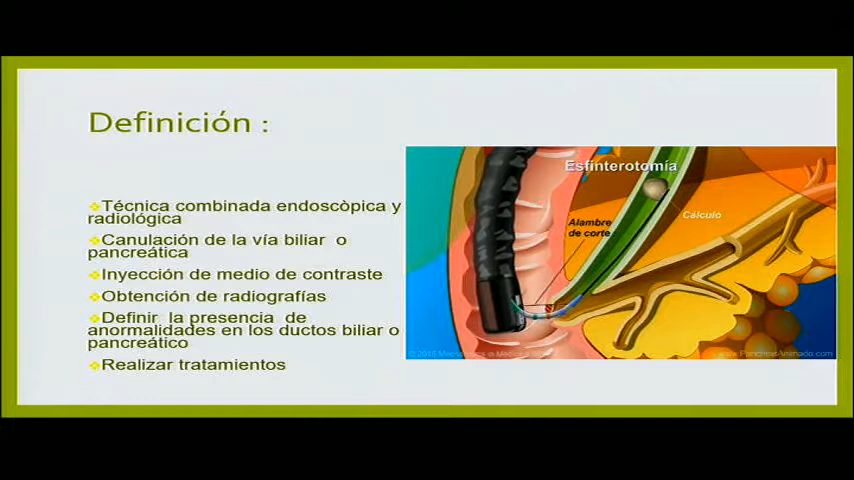 Definición :
Técnica combinada endoscòpica y
radiológica
Canulación de la vía biliar o
pancreática
Inyección de medio de contraste
Obtención de radiografías
Definir la presencia de
anormalidades en los ductos biliar o
pancreático
Realizar tratamientos
Esfinterotomía
Cálculo
Alambre
de corte